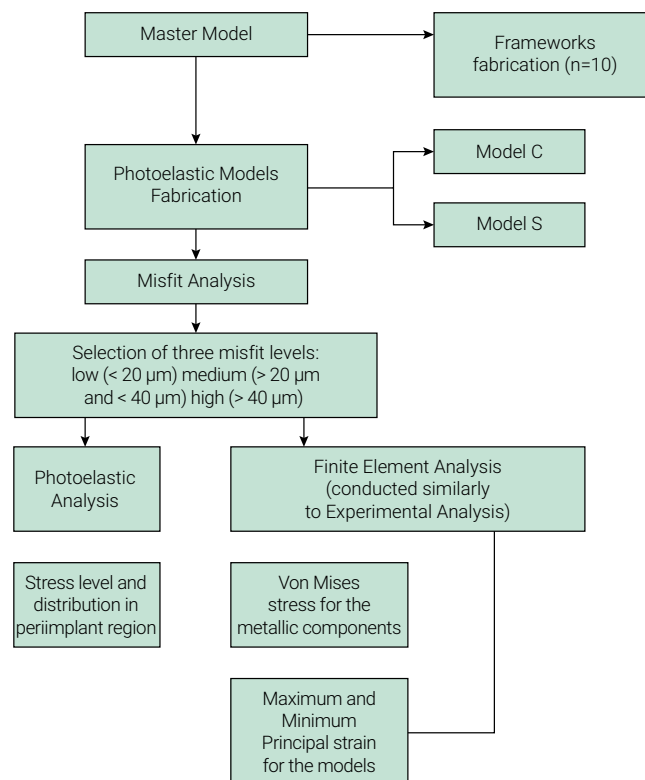 Master Model
Frameworks
fabrication (n=10)
Photoelastic Models
Fabrication
Model C
Model S
Misfit Analysis
Selection of three misfit levels:
low (< 20 µm) medium (> 20 µm
and < 40 µm) high (> 40 µm)
Photoelastic
Analysis
Finite Element Analysis
(conducted similarly
to Experimental Analysis)
Stress level and
distribution in
periimplant region
Von Mises
stress for the
metallic components
Maximum and
Minimum
Principal strain
for the models